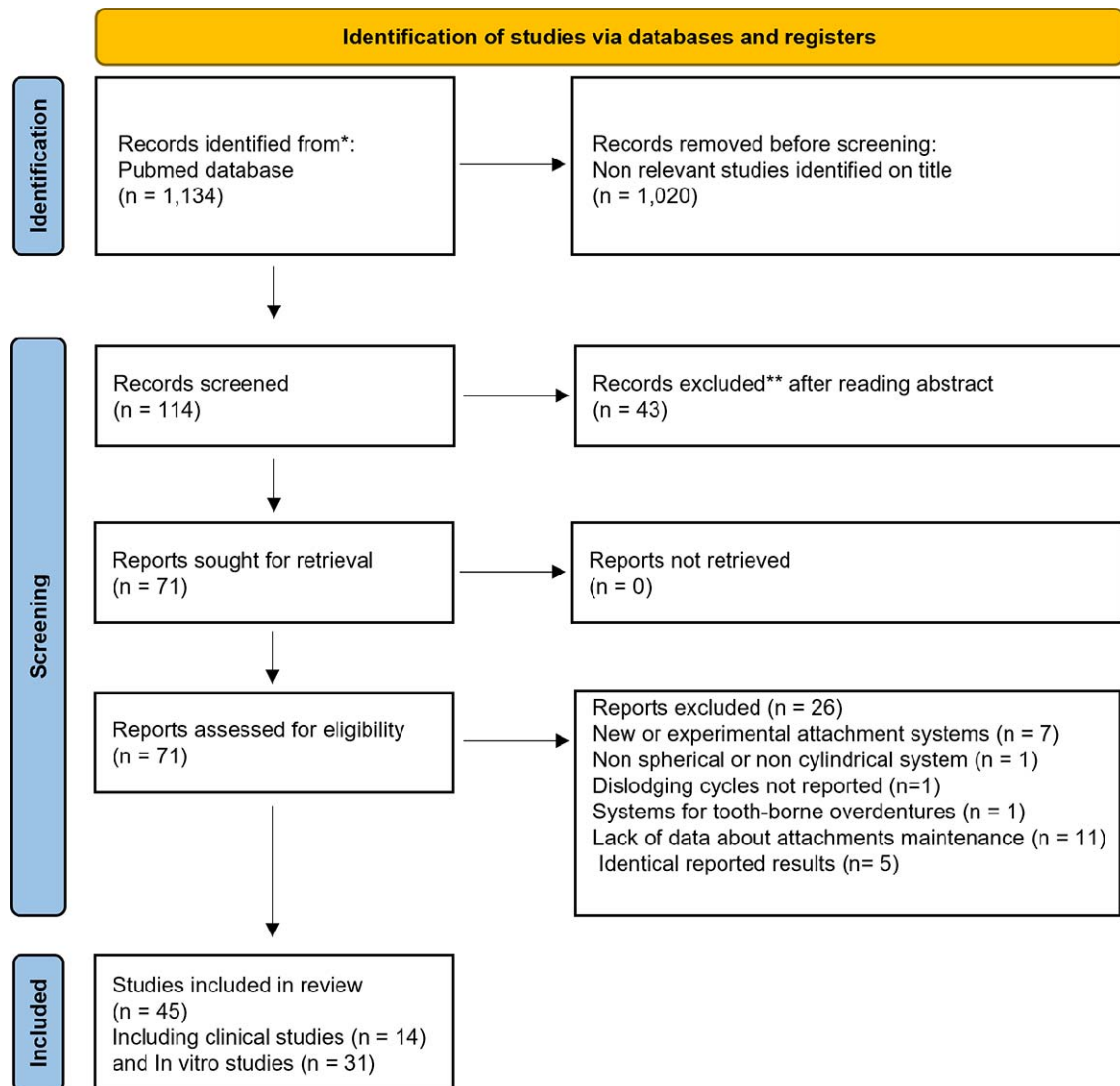 Identification of studies via databases and registers
Identification
Records identified from*:
Pubmed database
(n = 1,134)
Records removed before screening:
Non relevant studies identified on title
(n = 1,020)
Screening
Records screened
(n = 114)
Records excluded** after reading abstract
(n = 43)
Reports sought for retrieval
(n = 71)
Reports not retrieved
(n = 0)
Reports assessed for eligibility
(n = 71)
Reports excluded (n = 26)
New or experimental attachment systems (n = 7)
Non spherical or non cylindrical system (n = 1)
Dislodging cycles not reported (n=1)
Systems for tooth-borne overdentures (n = 1)
Lack of data about attachments maintenance (n = 11)
Identical reported results (n= 5)
Included
Studies included in review
(n = 45)
Including clinical studies (n = 14)
and In vitro studies (n = 31)